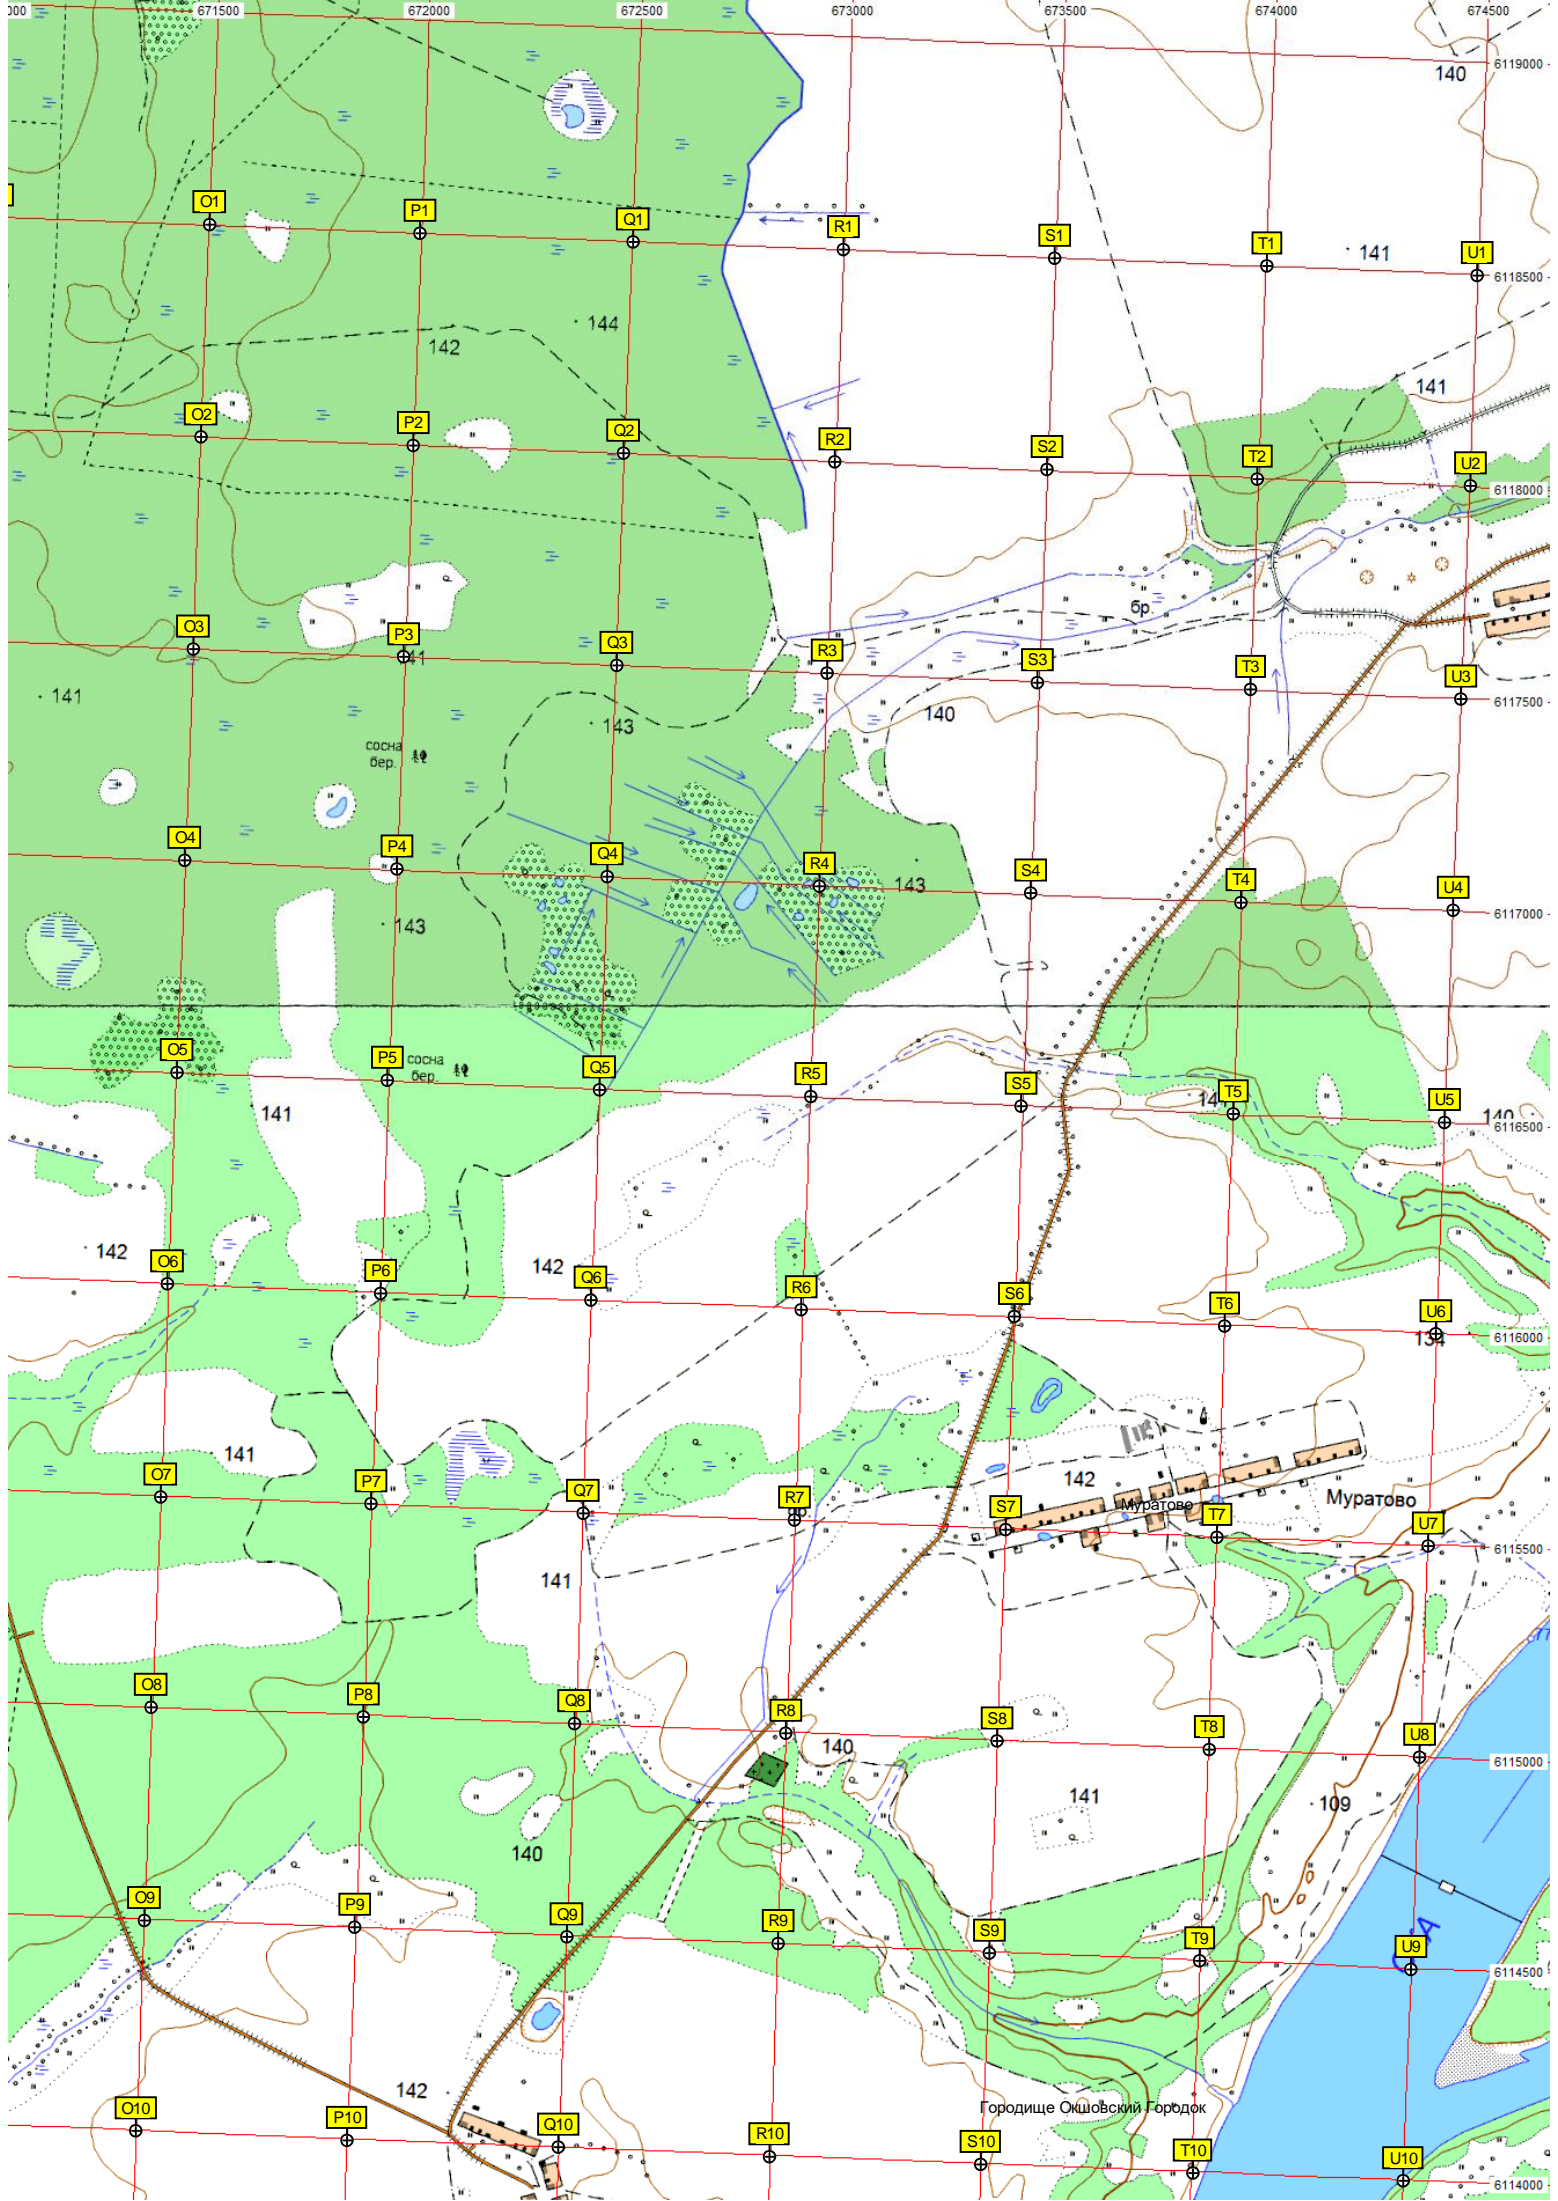 000 671500 672000 672500 673000 673500 674000 674500
140 6119000
O1 P1 Q1 R1 S1 T1 141 U1
6118500
144
142
141
O2 P2 Q2 R2 S2 T2 U2
6118000
бр.
O3 P3 Q3 R3 S3 T3 U3
141
6117500
143 140
сосна
бер.
O4 P4 Q4 R4 143 S4 T4 U4
6117000
143
O5 P5 сосна
бер.
Q5 R5 S5 T5 U5
141 140
6116500
142 O6 P6 142 Q6 R6 S6 T6 U6
134 6116000
141
O7 P7 Q7 R7 S7 142 Муратово T7 Муратово U7
6115500
141
O8 P8 Q8 R8 S8 T8 U8
140
6115000
141 109
140
O9 P9 Q9 R9 S9 T9 U9
6114500
142
Городище Окшовский Городок
O10 P10 Q10 R10 S10 T10 U10
6114000